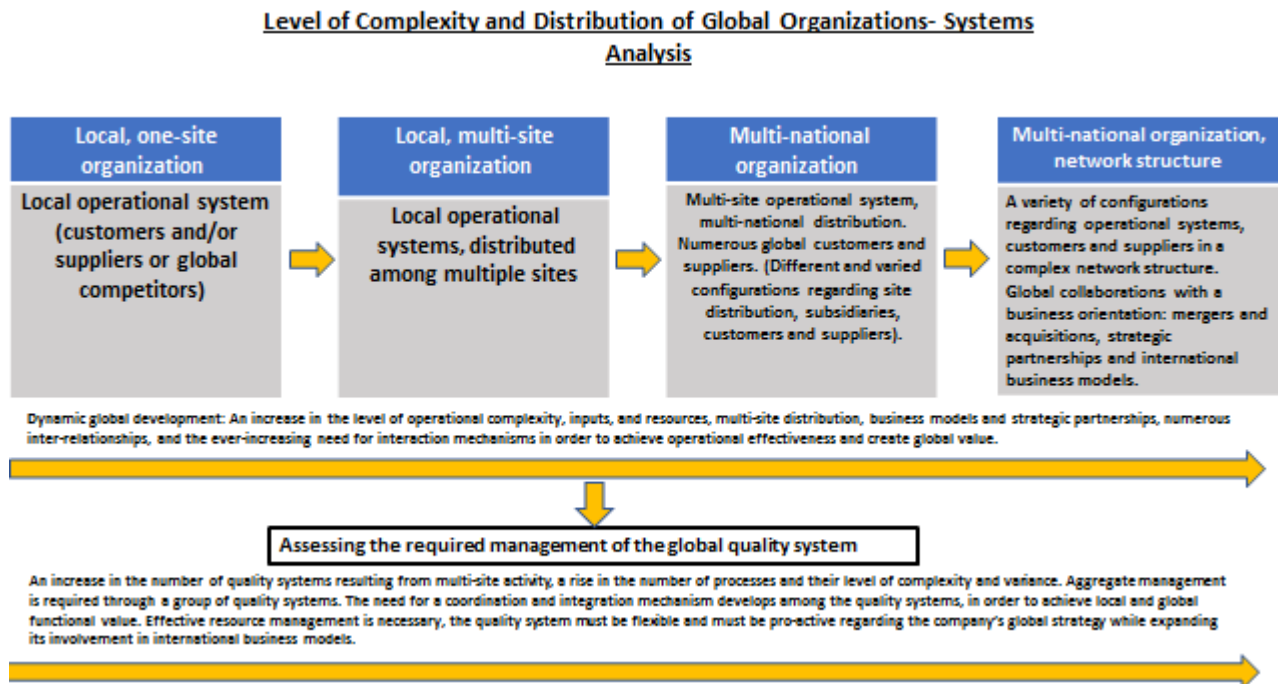 Level of Complexity and Distribution of Global Organizations- Systems
Analysis
Local, one-site
organization
Local operational system
(customers and/or
suppliers or global
competitors)
Local, multi-site
organization
Local operational
systems, distributed
among multiple sites
Multi-national
organization
Multi-site operational system,
multi-national distribution.
Numerous global customers and
suppliers. (Different and varied
configurations regarding site
distribution, subsidiaries,
customers and suppliers).
Multi-national organization,
network structure
A variety of configurations
regarding operational systems,
customers and suppliers in a
complex network structure.
Global collaborations with a
business orientation: mergers and
acquisitions, strategic
partnerships and international
business models.
Dynamic global development: An increase in the level of operational complexity, inputs, and resources, multi-site distribution, business models and strategic partnerships, numerous
inter-relationships, and the ever-increasing need for interaction mechanisms in order to achieve operational effectiveness and create global value.
Assessing the required management of the global quality system
An increase in the number of quality systems resulting from multi-site activity, a rise in the number of processes and their level of complexity and variance. Aggregate management
is required through a group of quality systems. The need for a coordination and integration mechanism develops among the quality systems, in order to achieve local and global
functional value. Effective resource management is necessary, the quality system must be flexible and must be pro-active regarding the company's global strategy while expanding
its involvement in international business models.